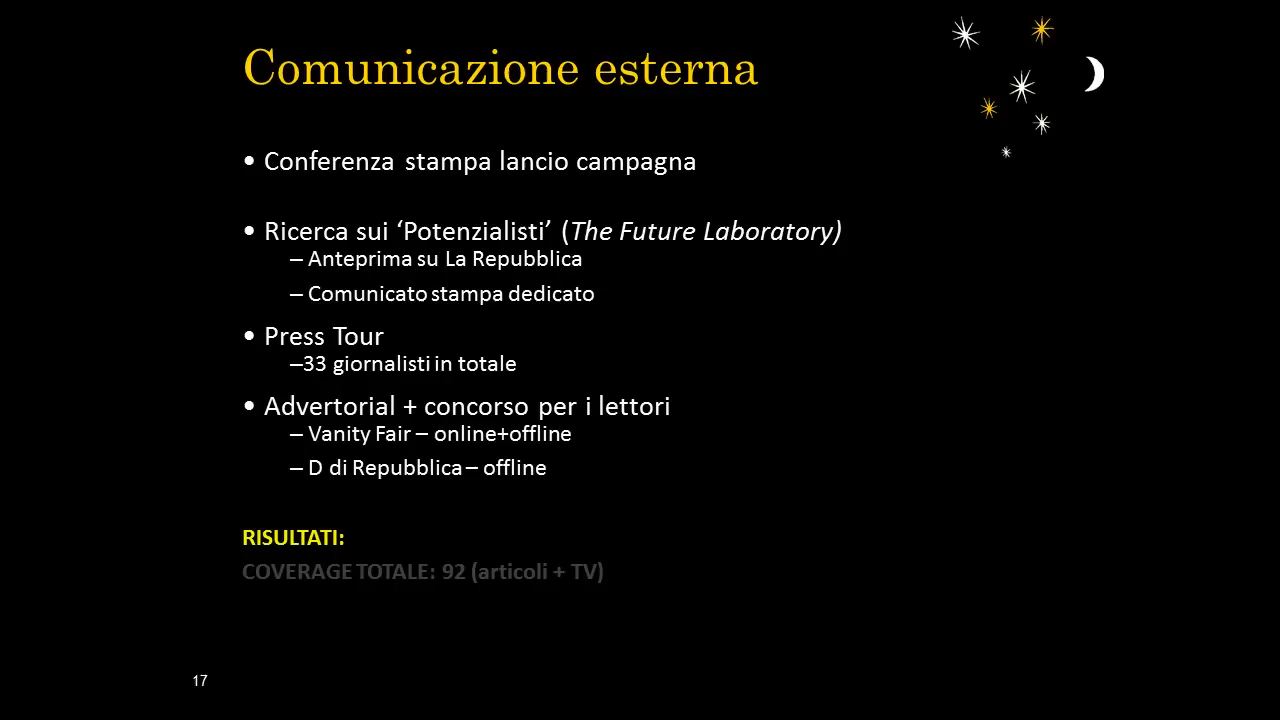 Comunicazione esterna
• Conferenza stampa lancio campagna
• Ricerca sui ‘Potenzialisti’ (The Future Laboratory)
– Anteprima su La Repubblica
– Comunicato stampa dedicato
• Press Tour
–33 giornalisti in totale
• Advertorial + concorso per i lettori
– Vanity Fair – online+offline
– D di Repubblica – offline
RISULTATI:
COVERAGE TOTALE: 92 (articoli + TV)
17